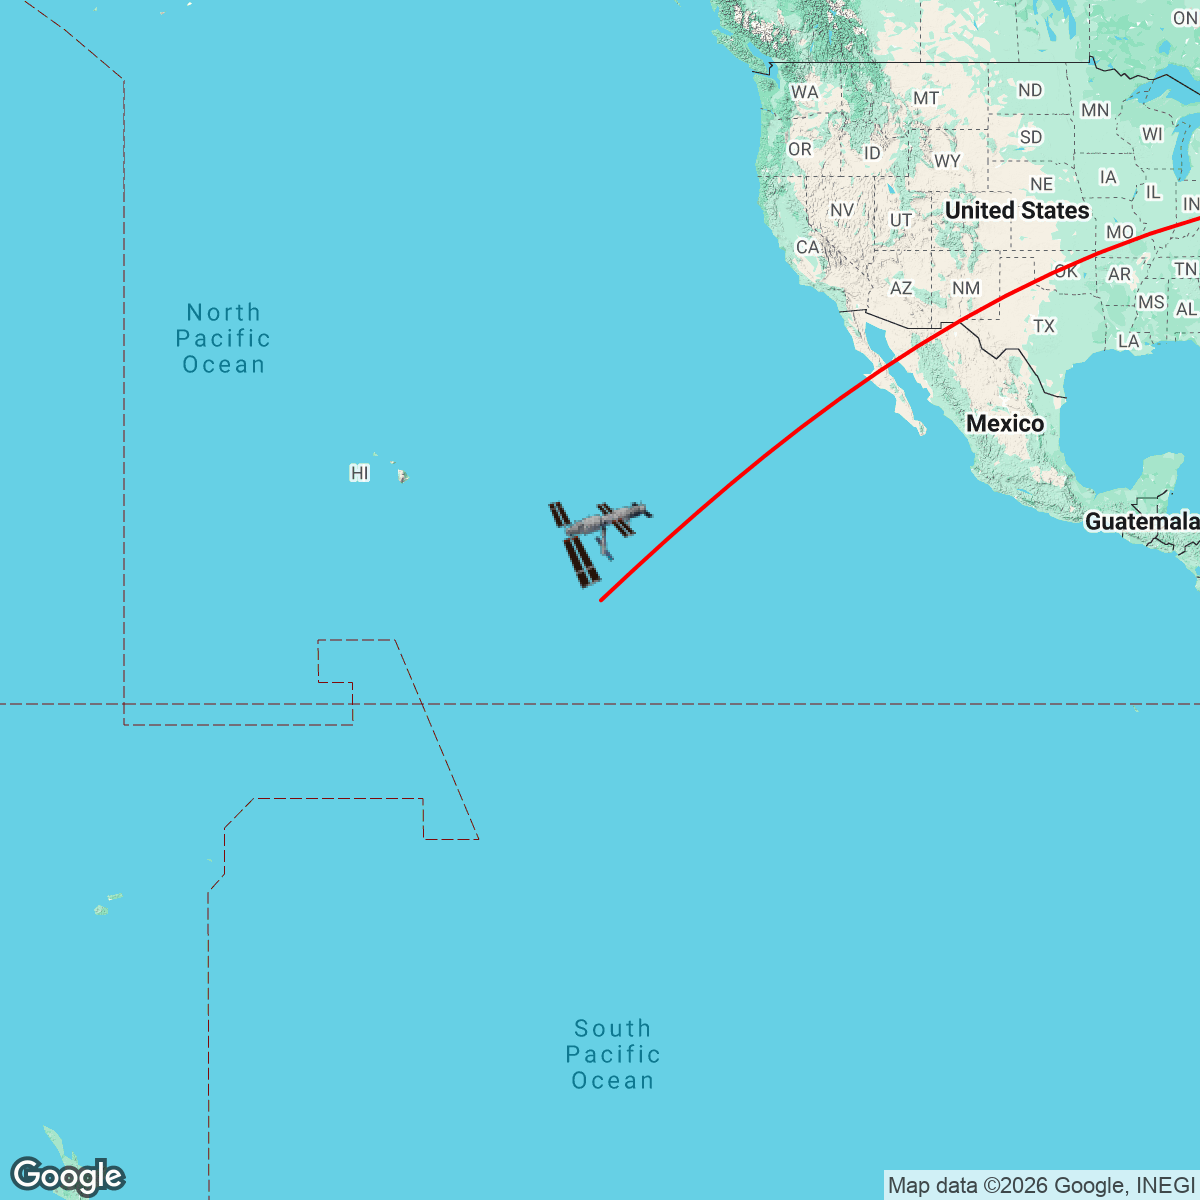 ON
WA
MT
ND
MN
OR
ID
WY
SD
WI
NE
IA
IL
IN
NV
UT
United States
MO
CA
AZ
NM
OK
AR
TN
MS
AL
TX
LA
North
Pacific
Ocean
Mexico
HI
Guatemala
South
Pacific
Ocean
Google
Map data ©2026 Google, INEGI